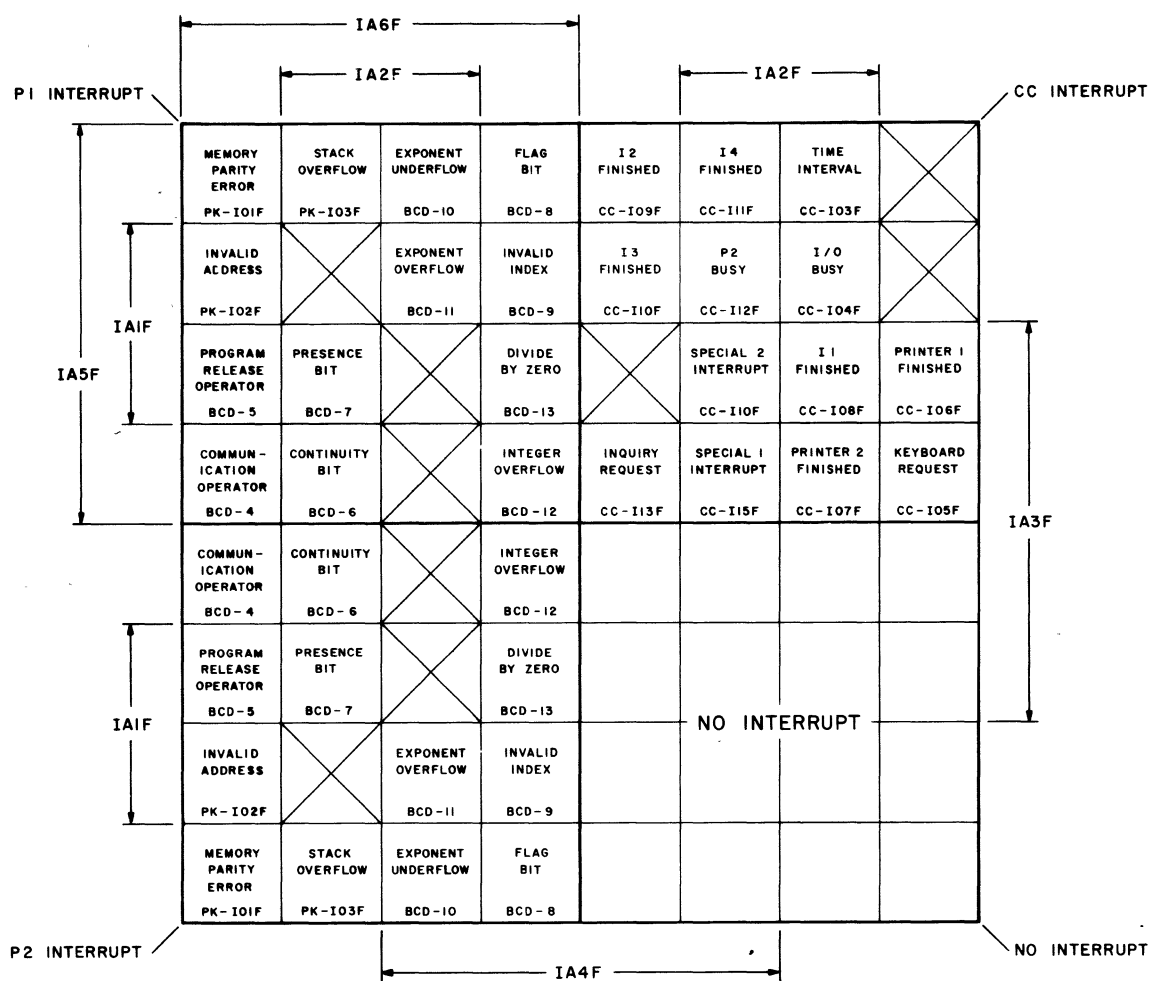 IA6F
IA2F
IA2F
P1 INTERRUPT
CC INTERRUPT
MEMORY
PARITY
ERROR
PK-I01F
STACK
OVERFLOW
PK-I03F
EXPONENT
UNDERFLOW
BCD-10
FLAG
BIT
BCD-8
I2
FINISHED
CC-I09F
I4
FINISHED
CC-I11F
TIME
INTERVAL
CC-I03F
INVALID
ADDRESS
PK-I02F
EXPONENT
OVERFLOW
BCD-11
INVALID
INDEX
BCD-9
I3
FINISHED
CC-I10F
P2
BUSY
CC-I12F
I/O
BUSY
CC-I04F
IA1F
IA5F
PROGRAM
RELEASE
OPERATOR
BCD-5
PRESENCE
BIT
BCD-7
DIVIDE
BY ZERO
BCD-13
SPECIAL 2
INTERRUPT
CC-I10F
I1
FINISHED
CC-I08F
PRINTER 1
FINISHED
CC-I06F
COMMUN-
ICATION
OPERATOR
BCD-4
CONTINUITY
BIT
BCD-6
INTEGER
OVERFLOW
BCD-12
INQUIRY
REQUEST
CC-I13F
SPECIAL 1
INTERRUPT
CC-I15F
PRINTER 2
FINISHED
CC-I07F
KEYBOARD
REQUEST
CC-I05F
IA3F
COMMUN-
ICATION
OPERATOR
BCD-4
CONTINUITY
BIT
BCD-6
INTEGER
OVERFLOW
BCD-12
PROGRAM
RELEASE
OPERATOR
BCD-5
PRESENCE
BIT
BCD-7
DIVIDE
BY ZERO
BCD-13
IA1F
NO INTERRUPT
INVALID
ADDRESS
PK-I02F
EXPONENT
OVERFLOW
BCD-11
INVALID
INDEX
BCD-9
MEMORY
PARITY
ERROR
PK-I01F
STACK
OVERFLOW
PK-I03F
EXPONENT
UNDERFLOW
BCD-10
FLAG
BIT
BCD-8
P2 INTERRUPT
NO INTERRUPT
IA4F